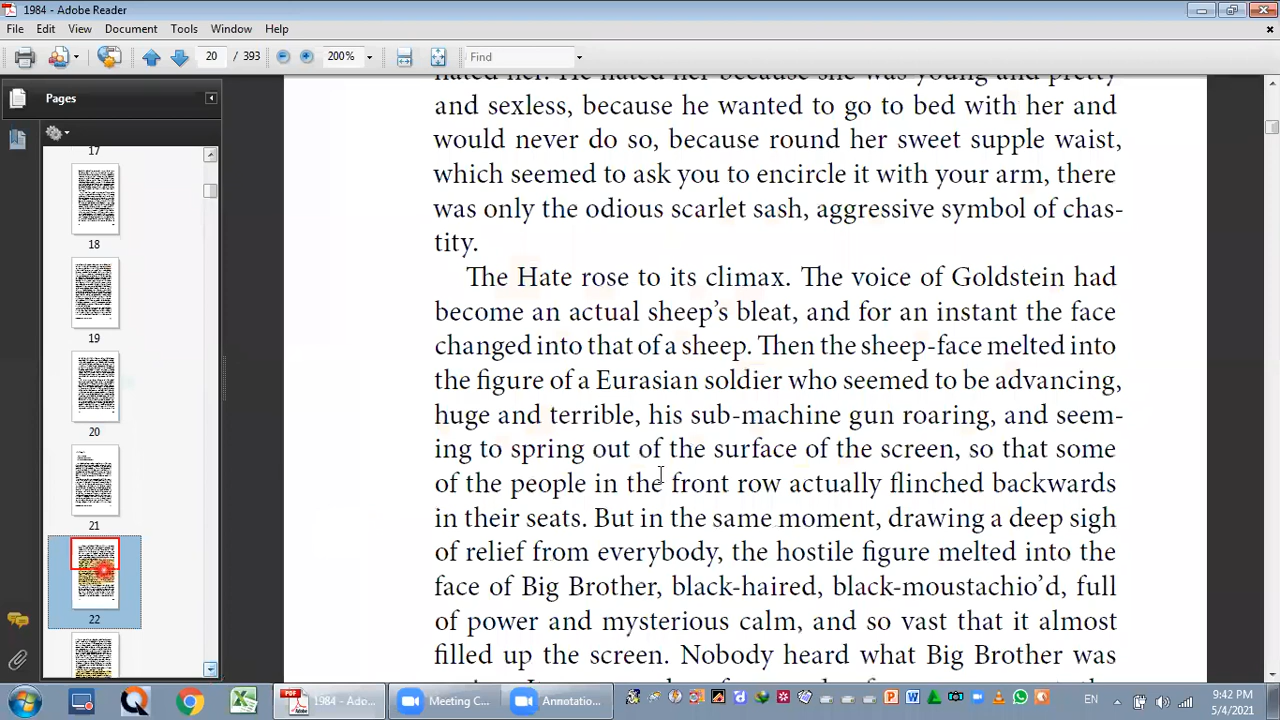 1984 - Adobe Reader
File Edit View Document Tools Window Help
20 / 393 200% Find
Pages
17
18
19
20
21
22
hated her. He hated her because she was young and pretty
and sexless, because he wanted to go to bed with her and
would never do so, because round her sweet supple waist,
which seemed to ask you to encircle it with your arm, there
was only the odious scarlet sash, aggressive symbol of chas-
tity.
The Hate rose to its climax. The voice of Goldstein had
become an actual sheep’s bleat, and for an instant the face
changed into that of a sheep. Then the sheep-face melted into
the figure of a Eurasian soldier who seemed to be advancing,
huge and terrible, his sub-machine gun roaring, and seem-
ing to spring out of the surface of the screen, so that some
of the people in the front row actually flinched backwards
in their seats. But in the same moment, drawing a deep sigh
of relief from everybody, the hostile figure melted into the
face of Big Brother, black-haired, black-moustachio’d, full
of power and mysterious calm, and so vast that it almost
filled up the screen. Nobody heard what Big Brother was
1984 - Ado... Meeting C... Annotatio... EN 9:42 PM
5/4/2021